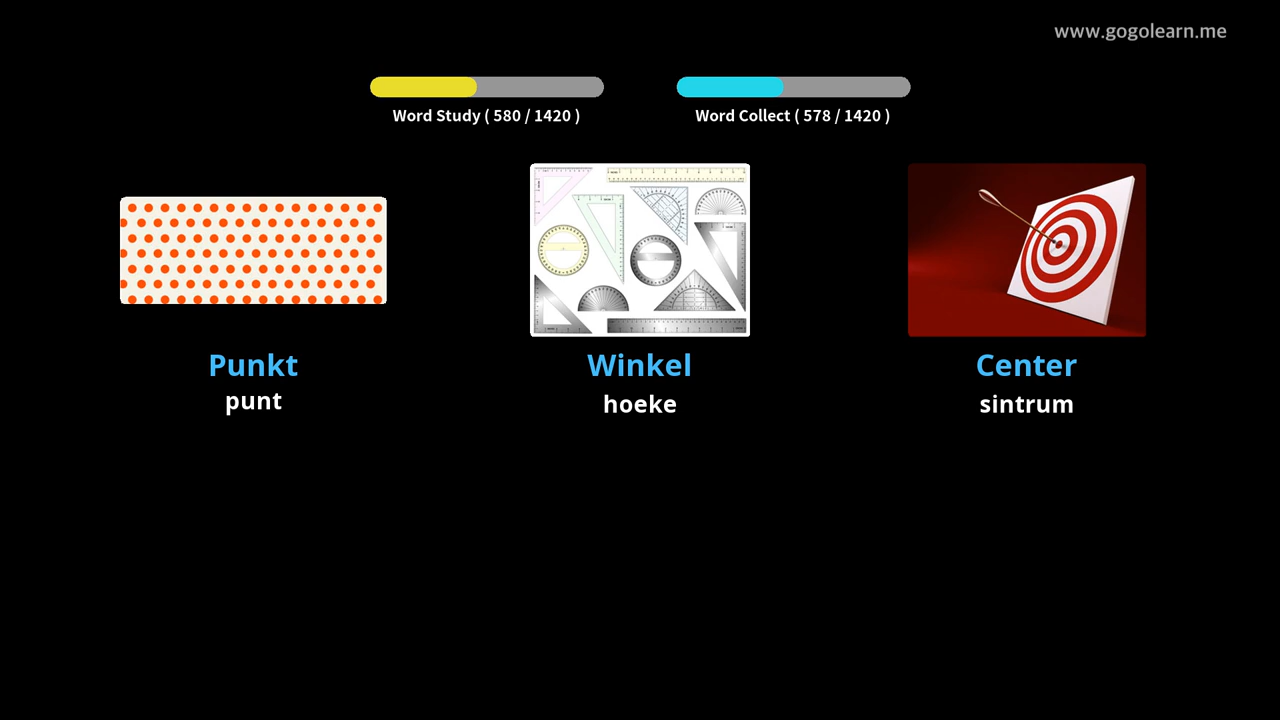 www.gogolearn.me
Word Study ( 580 / 1420 )
Word Collect ( 578 / 1420 )
Punkt
Winkel
Center
punt
hoeke
sintrum